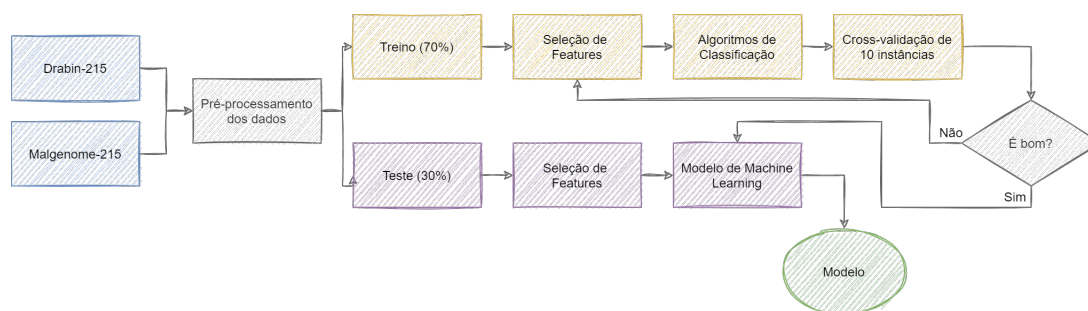 Drabin-215
Malgenome-215
Pré-processamento
dos dados
Treino (70%)
Seleção de
Features
Algoritmos de
Classificação
Cross-validação de
10 instâncias
É bom?
Não
Sim
Teste (30%)
Seleção de
Features
Modelo de Machine
Learning
Modelo